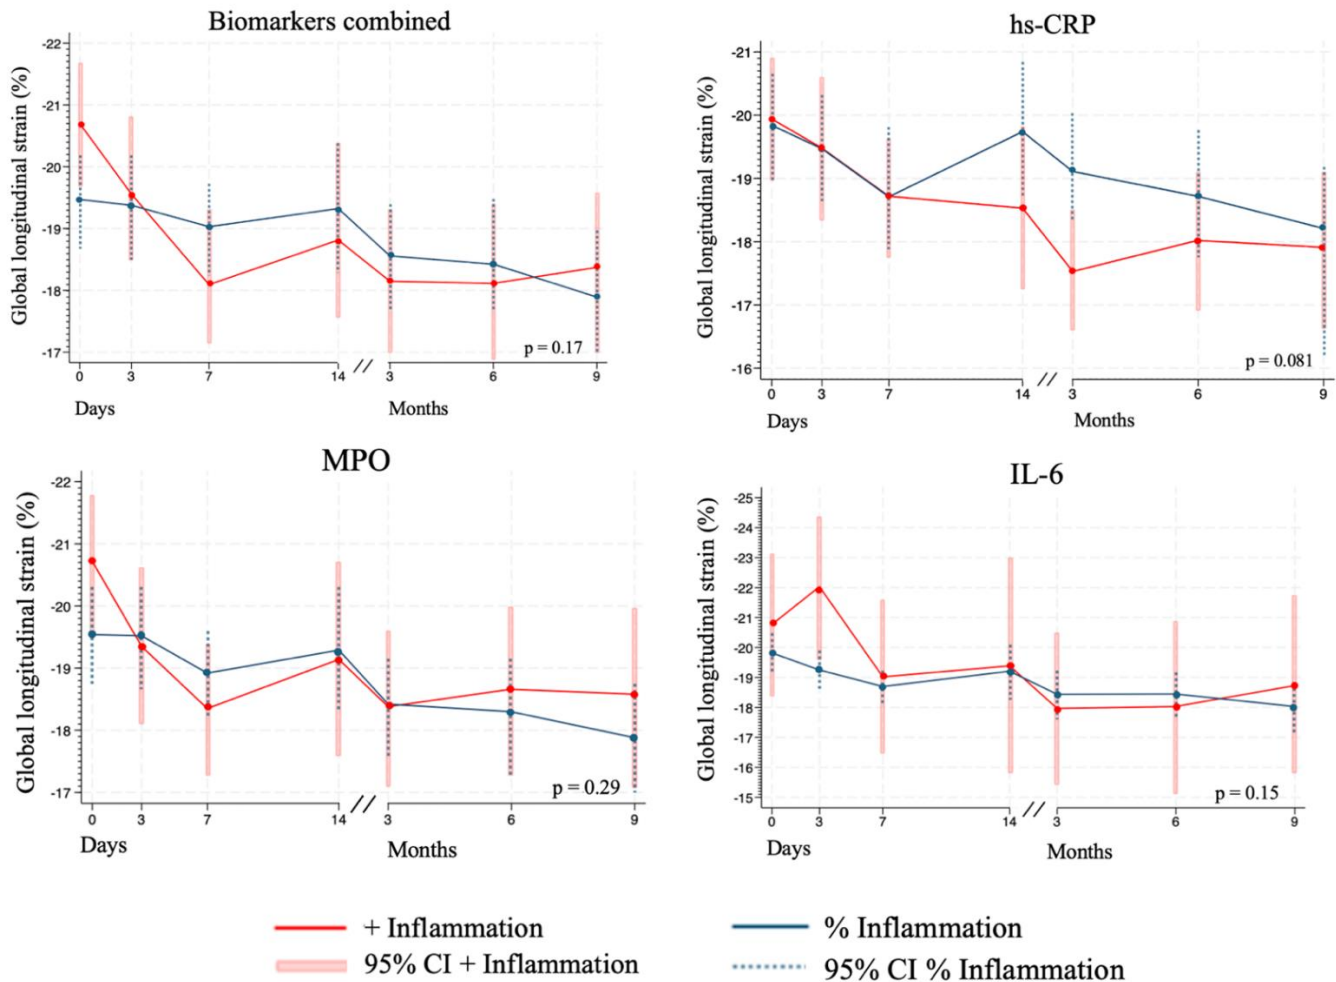 Biomarkers combined
Global longitudinal strain (%)
-22
-21
-20
-19
-18
-17
p = 0.17
0 3 7 14 // 3 6 9
Days Months
hs-CRP
Global longitudinal strain (%)
-21
-20
-19
-18
-17
-16
p = 0.081
0 3 7 14 // 3 6 9
Days Months
MPO
Global longitudinal strain (%)
-22
-21
-20
-19
-18
-17
p = 0.29
0 3 7 14 // 3 6 9
Days Months
IL-6
Global longitudinal strain (%)
-25
-24
-23
-22
-21
-20
-19
-18
-17
-16
-15
p = 0.15
0 3 7 14 // 3 6 9
Days Months
+ Inflammation
95% CI + Inflammation
% Inflammation
95% CI % Inflammation